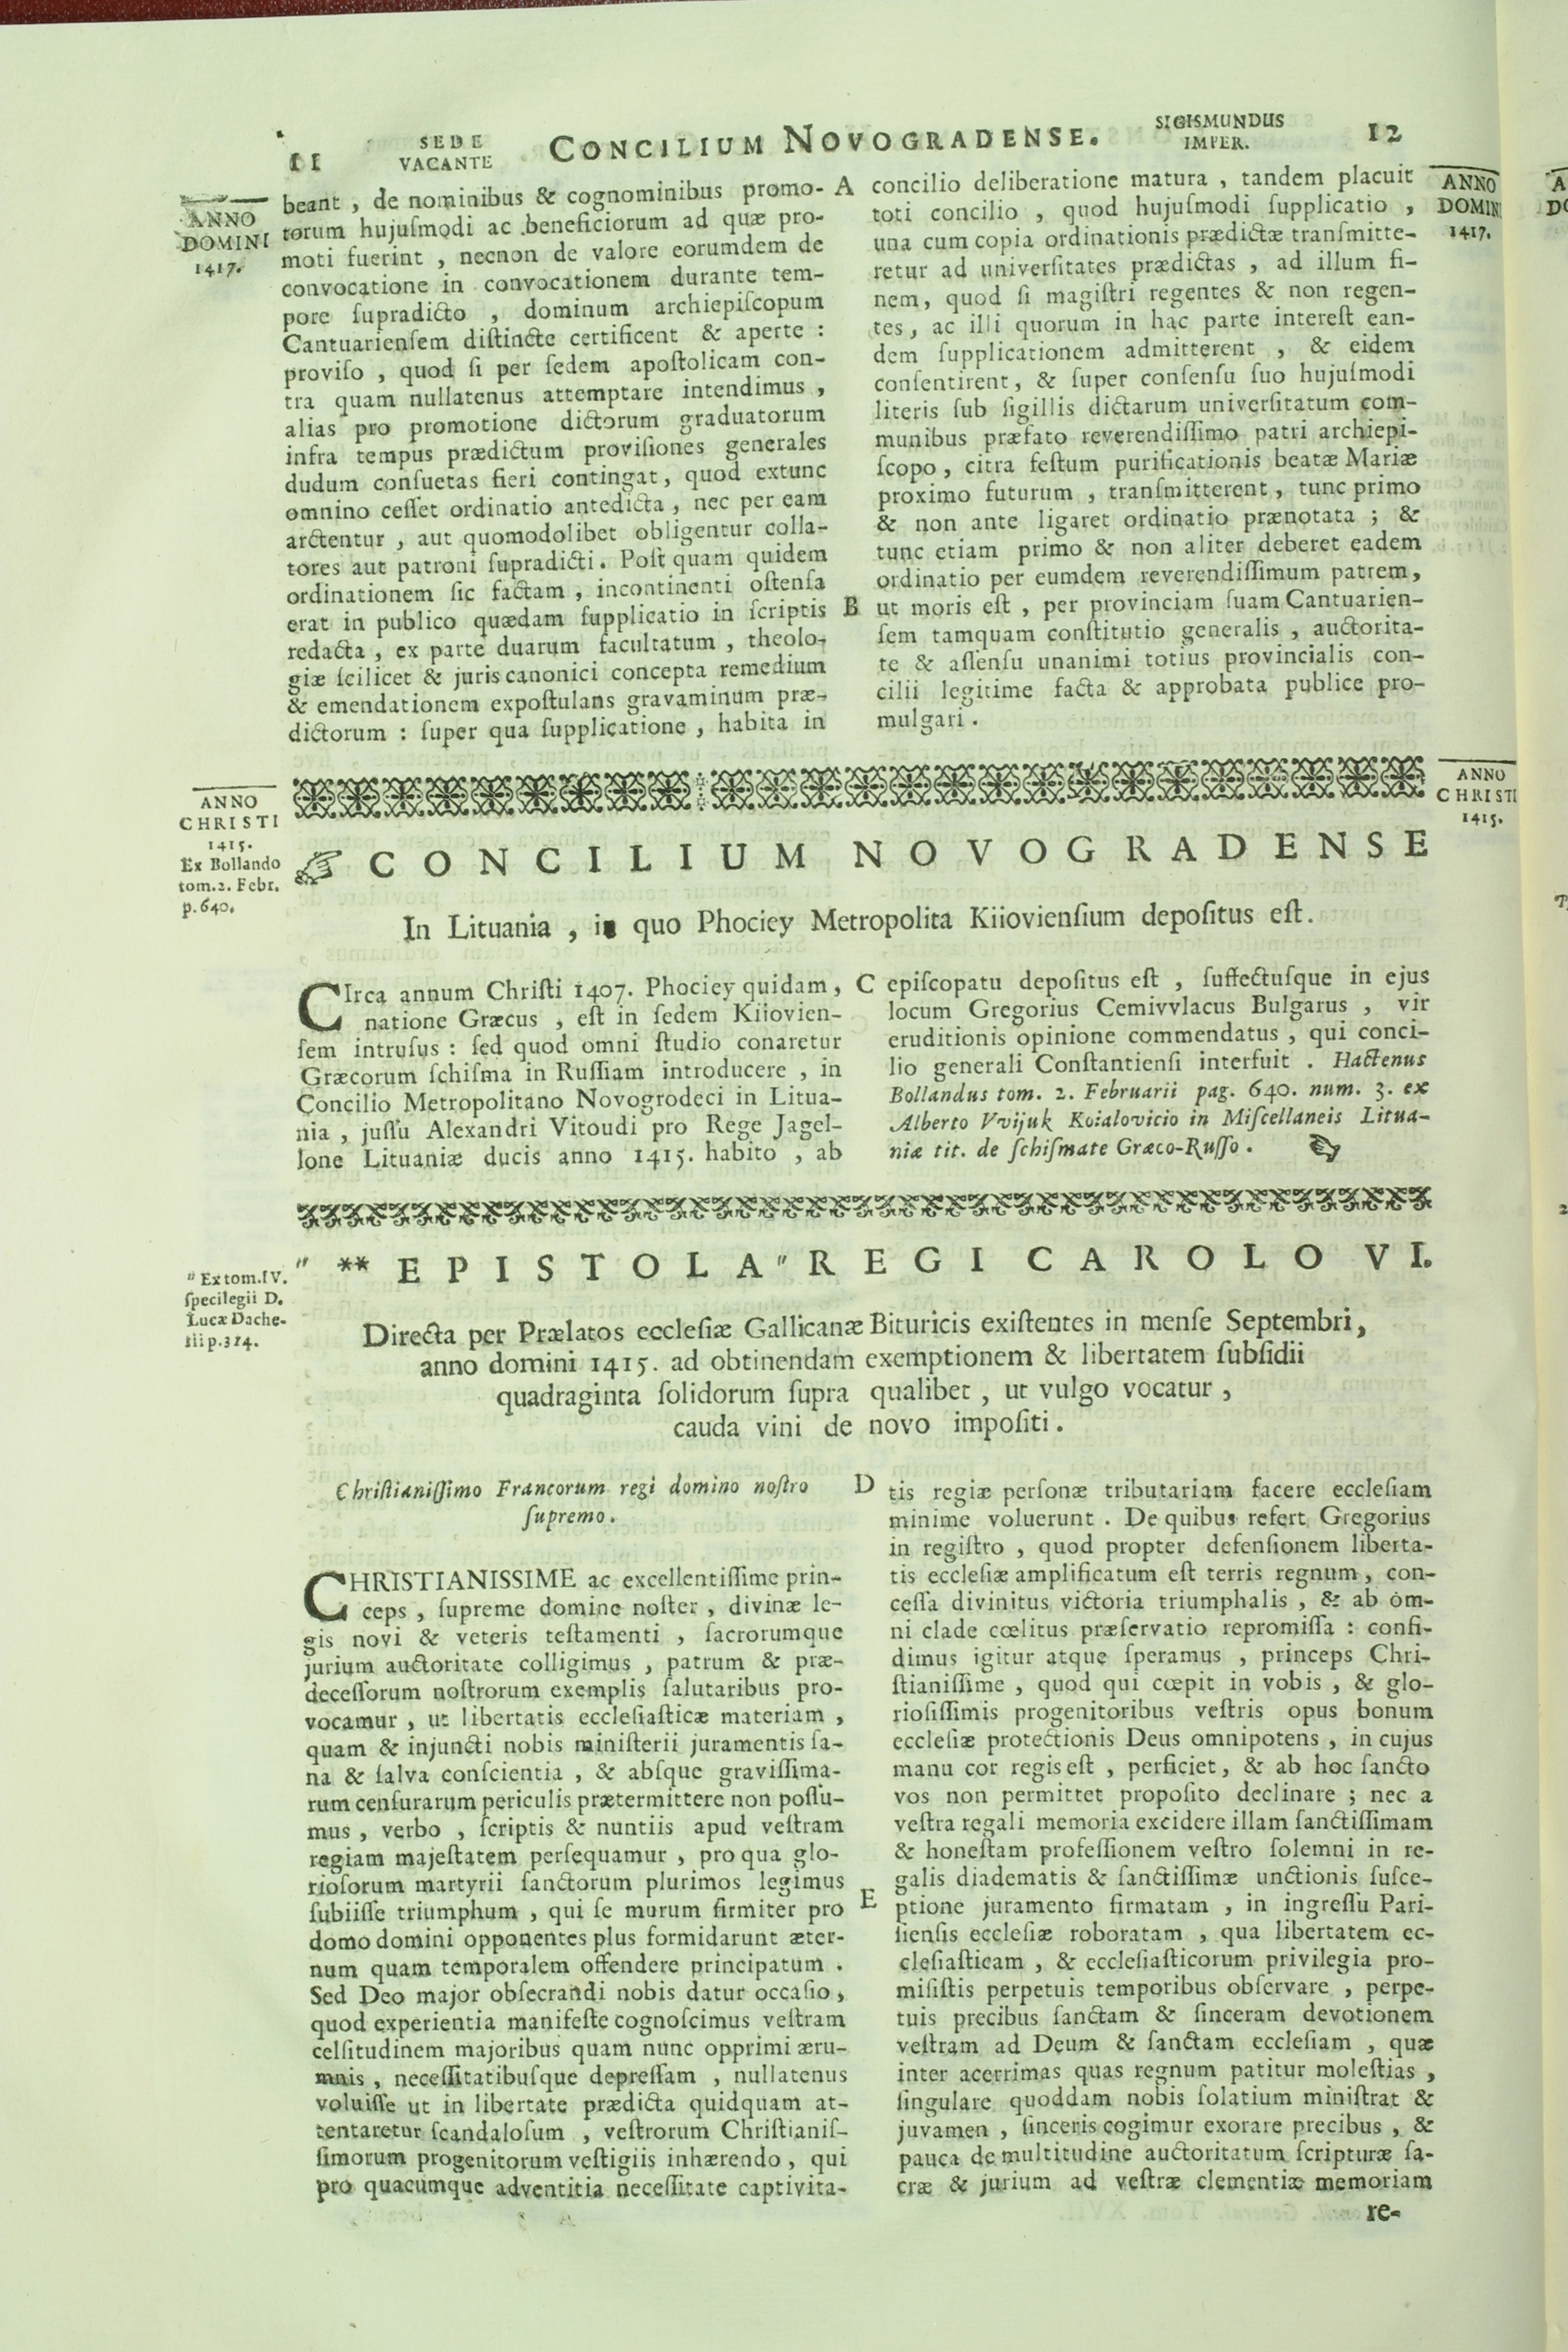 11
SEDE
VACANTE
CONCILIUM NOVOGRADENSE.
SIGISMUNDUS
IMPER.
12
ANNO
DOMINI
1417.
beant , de nominibus & cognominibus promo-
torum hujuſmodi ac beneficiorum ad quæ pro-
moti fuerint , necnon de valore eorumdem de
convocatione in convocationem durante tem-
pore ſupradicto , dominum archiepiſcopum
Cantuarienſem diſtincte certificent & aperte :
proviſo , quod ſi per ſedem apoſtolicam con-
tra quam nullatenus attemptare intendimus ,
alias pro promotione dictorum graduatorum
infra tempus prædictum proviſiones generales
dudum conſuetas fieri contingat, quod extunc
omnino ceſſet ordinatio antedicta , nec per eam
arctentur , aut quomodolibet obligentur colla-
tores aut patroni ſupradicti. Poſt quam quidem
ordinationem ſic factam , incontinenti oſtenſa
erat in publico quædam ſupplicatio in ſcriptis
redacta , ex parte duarum facultatum , theolo-
giæ ſcilicet & juris canonici concepta remedium
& emendationem expoſtulans gravaminum præ-
dictorum : ſuper qua ſupplicatione , habita in
A
B
concilio deliberatione matura , tandem placuit
toti concilio , quod hujuſmodi ſupplicatio ,
una cum copia ordinationis prædictæ tranſmitte-
retur ad univerſitates prædictas , ad illum fi-
nem, quod ſi magiſtri regentes & non regen-
tes, ac illi quorum in hac parte intereſt ean-
dem ſupplicationem admitterent , & eidem
conſentirent, & ſuper conſenſu ſuo hujuſmodi
literis ſub ſigillis dictarum univerſitatum com-
munibus præfato reverendiſſimo patri archiepi-
ſcopo, citra feſtum purificationis beatæ Mariæ
proximo futurum , tranſmitterent, tunc primo
& non ante ligaret ordinatio prænotata ; &
tunc etiam primo & non aliter deberet eadem
ordinatio per eumdem reverendiſſimum patrem,
ut moris eſt , per provinciam ſuam Cantuarien-
ſem tamquam conſtitutio generalis , auctorita-
te & aſſenſu unanimi totius provincialis con-
cilii legitime facta & approbata publice pro-
mulgari.
ANNO
DOMINI
1417.
ANNO
CHRISTI
1415.
Ex Bollando
tom.2. Febr.
p.640.
ANNO
CHRISTI
1415.
☞ CONCILIUM NOVOGRADENSE
In Lituania , in quo Phociey Metropolita Kiiovienſium depoſitus eſt.
CIrca annum Chriſti 1407. Phociey quidam,
natione Græcus , eſt in ſedem Kiiovien-
ſem intruſus : ſed quod omni ſtudio conaretur
Græcorum ſchiſma in Ruſſiam introducere , in
Concilio Metropolitano Novogrodeci in Litua-
nia , juſſu Alexandri Vitoudi pro Rege Jagel-
lone Lituaniæ ducis anno 1415. habito , ab
C
epiſcopatu depoſitus eſt , ſuffectuſque in ejus
locum Gregorius Cemivvlacus Bulgarus , vir
eruditionis opinione commendatus , qui conci-
lio generali Conſtantienſi interfuit . Hactenus
Bollandus tom. 2. Februarii pag. 640. num. 3. ex
Alberto Vvijuk Koialovicio in Miſcellaneis Litua-
niæ tit. de ſchiſmate Græco-Ruſſo.
" Ex tom.IV.
ſpecilegii D.
Lucæ Dache-
rii p.314.
" ** EPISTOLA " REGI CAROLO VI.
Directa per Prælatos eccleſiæ Gallicanæ Bituricis exiſtentes in menſe Septembri,
anno domini 1415. ad obtinendam exemptionem & libertatem ſubſidii
quadraginta ſolidorum ſupra qualibet , ut vulgo vocatur ,
cauda vini de novo impoſiti.
Chriſtianiſſimo Francorum regi domino noſtro
ſupremo.
CHRISTIANISSIME ac excellentiſſime prin-
ceps , ſupreme domine noſter , divinæ le-
gis novi & veteris teſtamenti , ſacrorumque
jurium auctoritate colligimus , patrum & præ-
deceſſorum noſtrorum exemplis ſalutaribus pro-
vocamur , ut libertatis eccleſiaſticæ materiam ,
quam & injuncti nobis miniſterii juramentis ſa-
na & ſalva conſcientia , & abſque graviſſima-
rum cenſurarum periculis prætermittere non poſſu-
mus , verbo , ſcriptis & nuntiis apud veſtram
regiam majeſtatem perſequamur , pro qua glo-
rioſorum martyrii ſanctorum plurimos legimus
ſubiiſſe triumphum , qui ſe murum firmiter pro
domo domini opponentes plus formidarunt æter-
num quam temporalem offendere principatum .
Sed Deo major obſecrandi nobis datur occaſio,
quod experientia manifeſte cognoſcimus veſtram
celſitudinem majoribus quam nunc opprimi æru-
mnis , neceſſitatibuſque depreſſam , nullatenus
voluiſſe ut in libertate prædicta quidquam at-
tentaretur ſcandaloſum , veſtrorum Chriſtianiſ-
ſimorum progenitorum veſtigiis inhærendo, qui
pro quacumque adventitia neceſſitate captivita-
D
E
tis regiæ perſonæ tributariam facere eccleſiam
minime voluerunt . De quibus refert Gregorius
in regiſtro , quod propter defenſionem liberta-
tis eccleſiæ amplificatum eſt terris regnum, con-
ceſſa divinitus victoria triumphalis , & ab om-
ni clade cœlitus præſervatio repromiſſa : confi-
dimus igitur atque ſperamus , princeps Chri-
ſtianiſſime , quod qui cœpit in vobis , & glo-
rioſiſſimis progenitoribus veſtris opus bonum
eccleſiæ protectionis Deus omnipotens , in cujus
manu cor regis eſt , perficiet, & ab hoc ſancto
vos non permittet propoſito declinare ; nec a
veſtra regali memoria excidere illam ſanctiſſimam
& honeſtam profeſſionem veſtro ſolemni in re-
galis diadematis & ſanctiſſimæ unctionis ſuſce-
ptione juramento firmatam , in ingreſſu Pari-
ſienſis eccleſiæ roboratam , qua libertatem ec-
cleſiaſticam , & eccleſiaſticorum privilegia pro-
miſiſtis perpetuis temporibus obſervare , perpe-
tuis precibus ſanctam & ſinceram devotionem
veſtram ad Deum & ſanctam eccleſiam , quæ
inter acerrimas quas regnum patitur moleſtias ,
ſingulare quoddam nobis ſolatium miniſtrat &
juvamen , ſinceris cogimur exorare precibus , &
pauca de multitudine auctoritatum ſcripturæ ſa-
cræ & jurium ad veſtræ clementiæ memoriam
re-